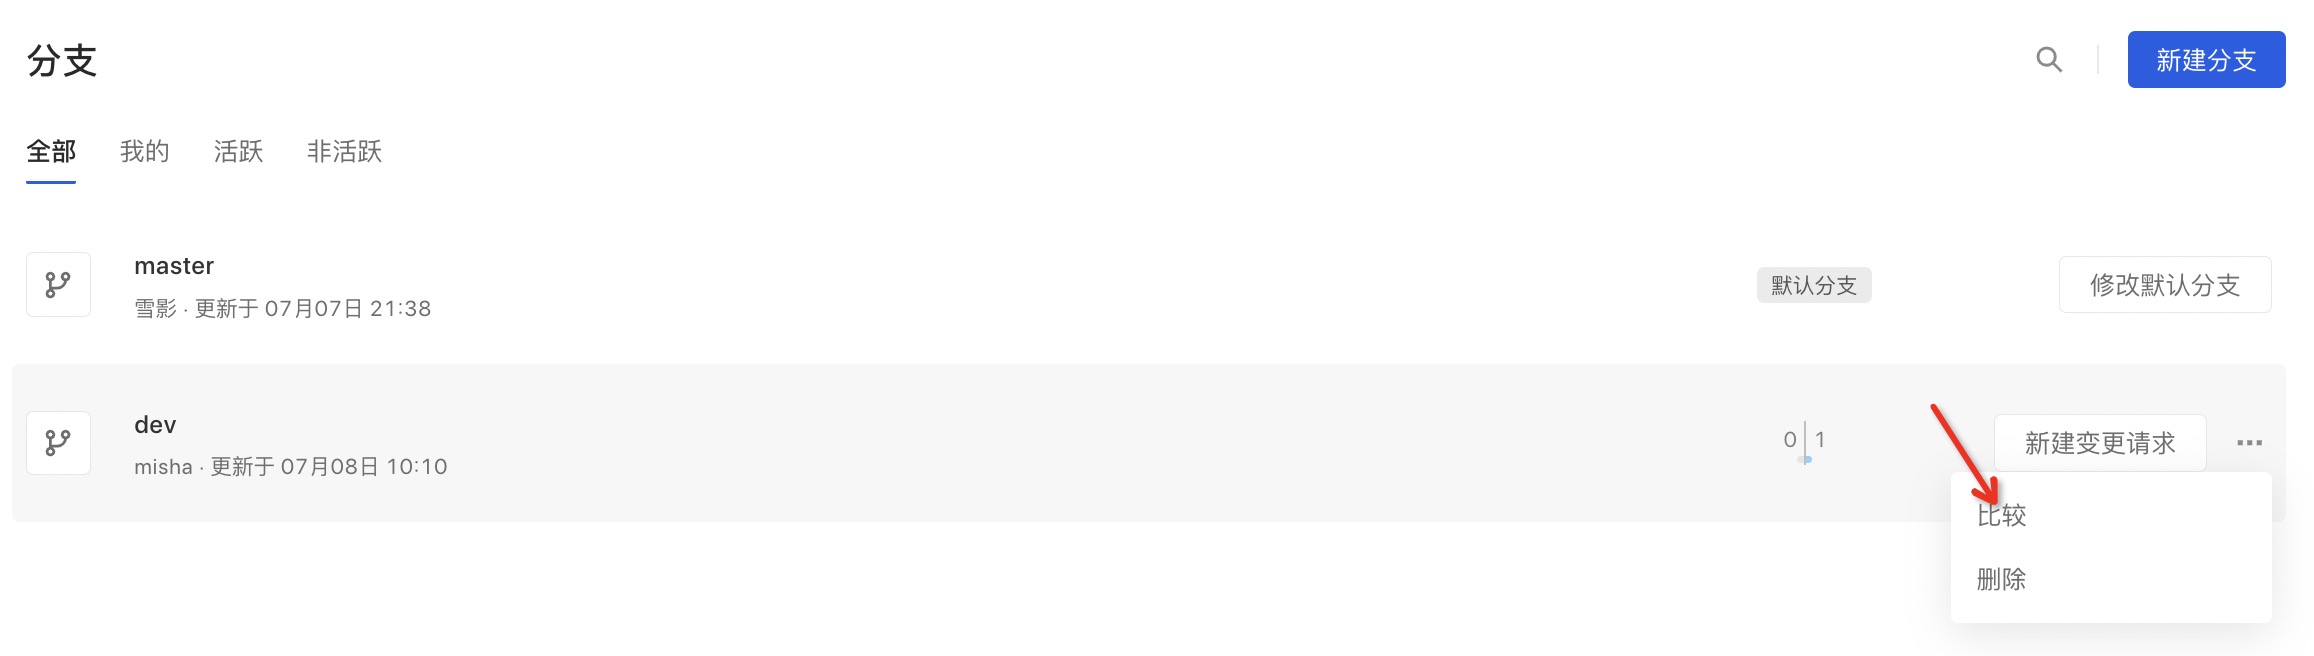 分支
新建分支
全部 我的 活跃 非活跃
master
雪影 · 更新于 07月07日 21:38
默认分支
修改默认分支
dev
misha · 更新于 07月08日 10:10
0 1
新建变更请求
比较
删除